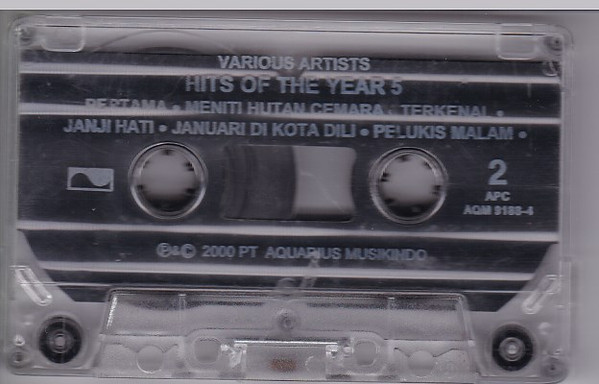 VARIOUS ARTISTS
HITS OF THE YEAR 5
PERTAMA • MENITI HUTAN CEMARA • TERKENAL •
JANJI HATI • JANUARI DI KOTA DILI • PELUKIS MALAM •
2
APC
AQM 9183-4
℗&© 2000 PT AQUARIUS MUSIKINDO